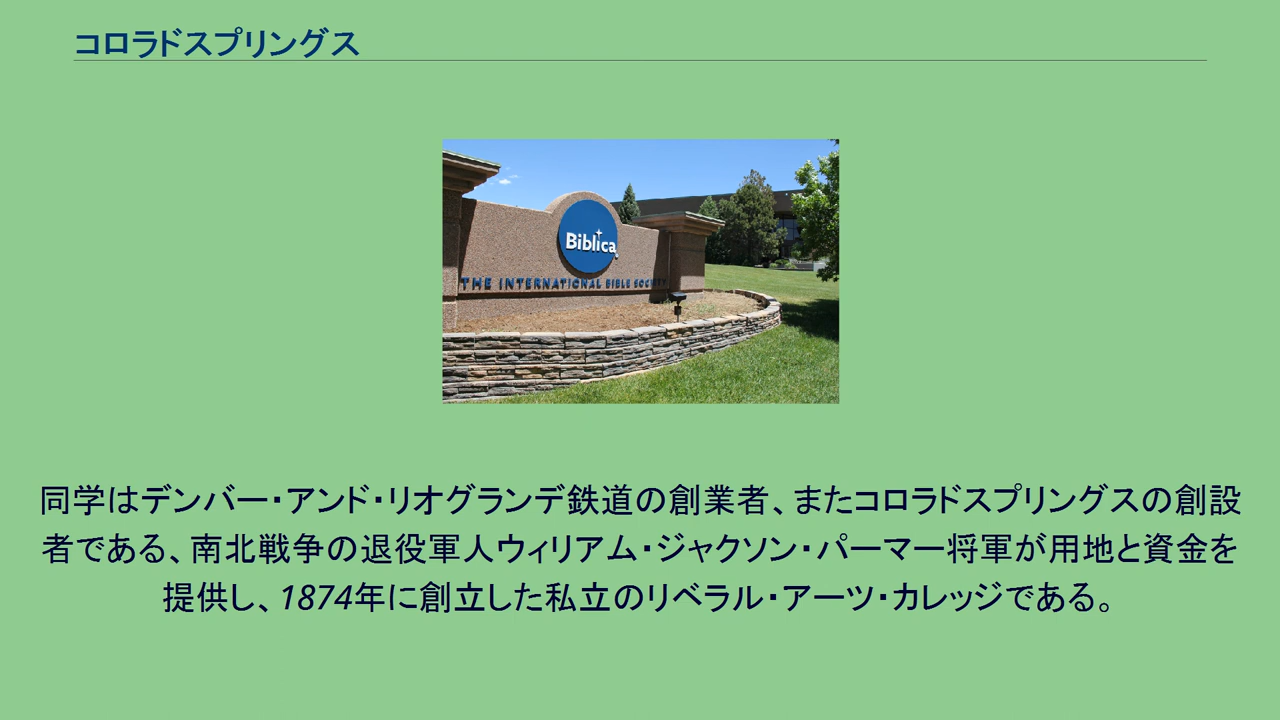 コロラドスプリングス
Biblica
THE INTERNATIONAL BIBLE SOCIETY
同学はデンバー・アンド・リオグランデ鉄道の創業者、またコロラドスプリングスの創設
者である、南北戦争の退役軍人ウィリアム・ジャクソン・パーマー将軍が用地と資金を
提供し、1874年に創立した私立のリベラル・アーツ・カレッジである。